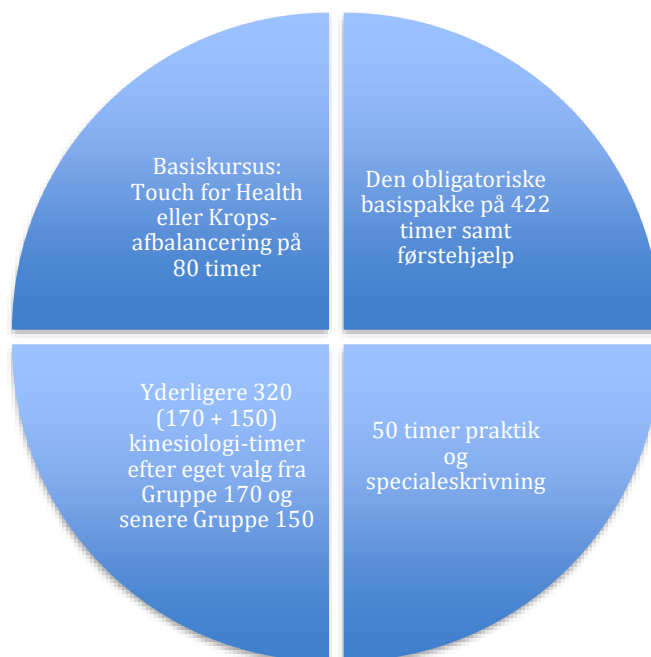 Basiskursus:
Touch for Health
eller Krops-
afbalancering på
80 timer
Den obligatoriske
basispakke på 422
timer samt
førstehjælp
Yderligere 320
(170 + 150)
kinesiologi-timer
efter eget valg fra
Gruppe 170 og
senere Gruppe 150
50 timer praktik
og
specialeskrivning